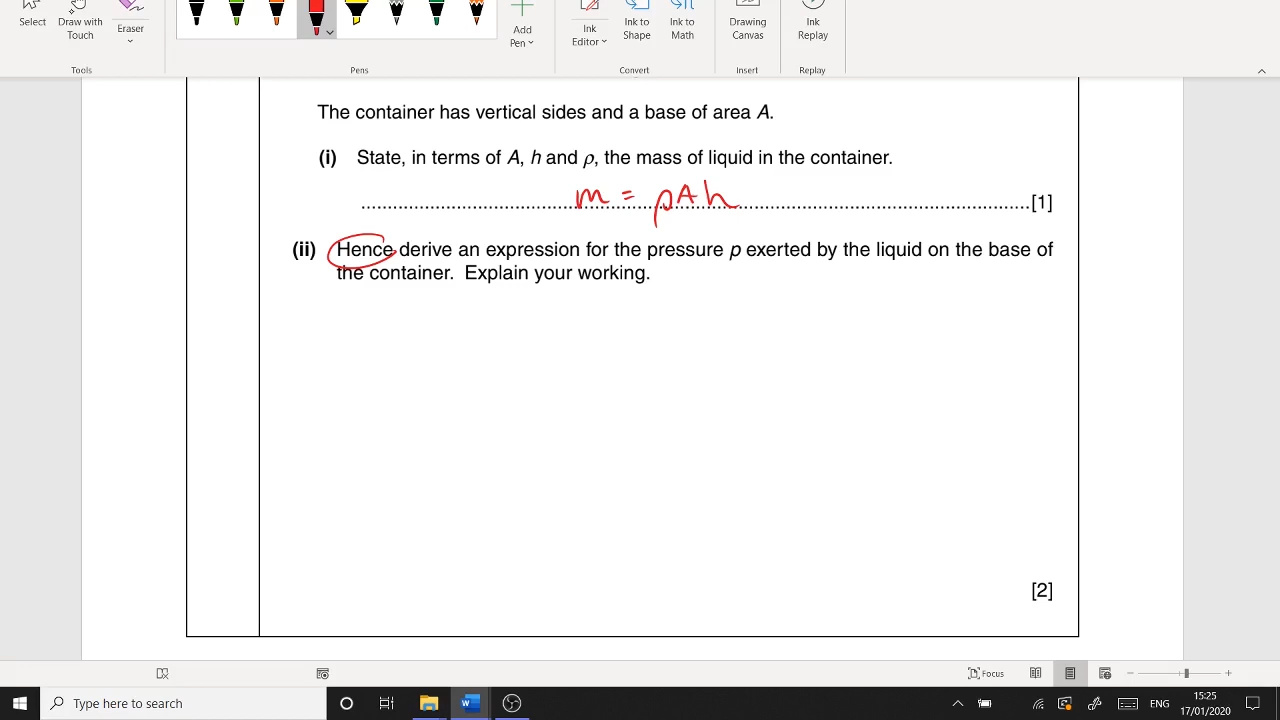 Select
Draw with
Touch
Eraser
Add
Pen
Ink
Editor
Ink to
Shape
Ink to
Math
Drawing
Canvas
Ink
Replay
Tools
Pens
Convert
Insert
Replay
The container has vertical sides and a base of area A.
(i) State, in terms of A, h and ρ, the mass of liquid in the container.
m = ρAh [1]
(ii) Hence derive an expression for the pressure p exerted by the liquid on the base of
the container. Explain your working.
[2]
Focus
Type here to search
ENG
15:25
17/01/2020